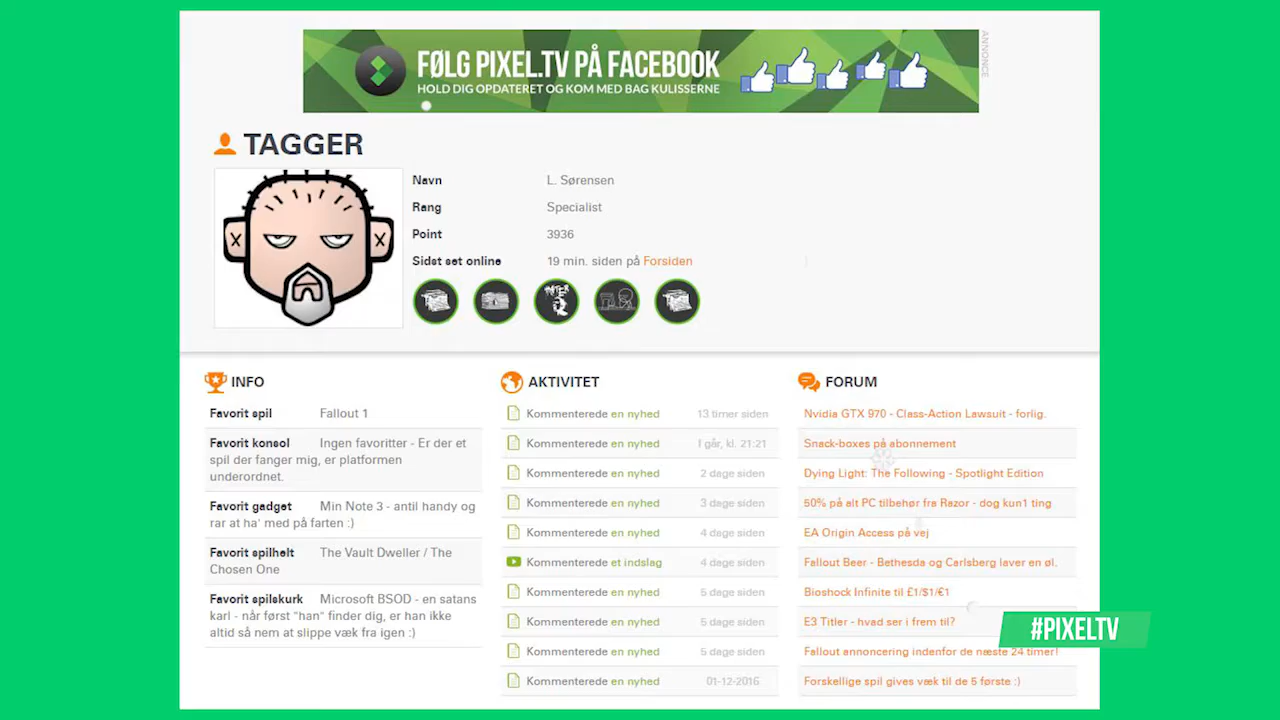 FØLG PIXEL.TV PÅ FACEBOOK
HOLD DIG OPDATERET OG KOM MED BAG KULISSERNE
ANNONCE
TAGGER
Navn L. Sørensen
Rang Specialist
Point 3936
Sidst set online 19 min. siden på Forsiden
INFO
Favorit spil Fallout 1
Favorit konsol Ingen favoritter - Er der et
spil der fanger mig, er platformen
underordnet.
Favorit gadget Min Note 3 - antil handy og
rar at ha' med på farten :)
Favorit spilhelt The Vault Dweller / The
Chosen One
Favorit spilskurk Microsoft BSOD - en satans
karl - når først "han" finder dig, er han ikke
altid så nem at slippe væk fra igen :)
AKTIVITET
Kommenterede en nyhed 13 timer siden
Kommenterede en nyhed I går, kl. 21:21
Kommenterede en nyhed 2 dage siden
Kommenterede en nyhed 3 dage siden
Kommenterede en nyhed 4 dage siden
Kommenterede et indslag 4 dage siden
Kommenterede en nyhed 5 dage siden
Kommenterede en nyhed 5 dage siden
Kommenterede en nyhed 5 dage siden
Kommenterede en nyhed 01-12-2016
FORUM
Nvidia GTX 970 - Class-Action Lawsuit - forlig.
Snack-boxes på abonnement
Dying Light: The Following - Spotlight Edition
50% på alt PC tilbehør fra Razor - dog kun1 ting
EA Origin Access på vej
Fallout Beer - Bethesda og Carlsberg laver en øl.
Bioshock Infinite til £1/$1/€1
E3 Titler - hvad ser i frem til?
Fallout annoncering indenfor de næste 24 timer!
Forskellige spil gives væk til de 5 første :)
#PIXELTV